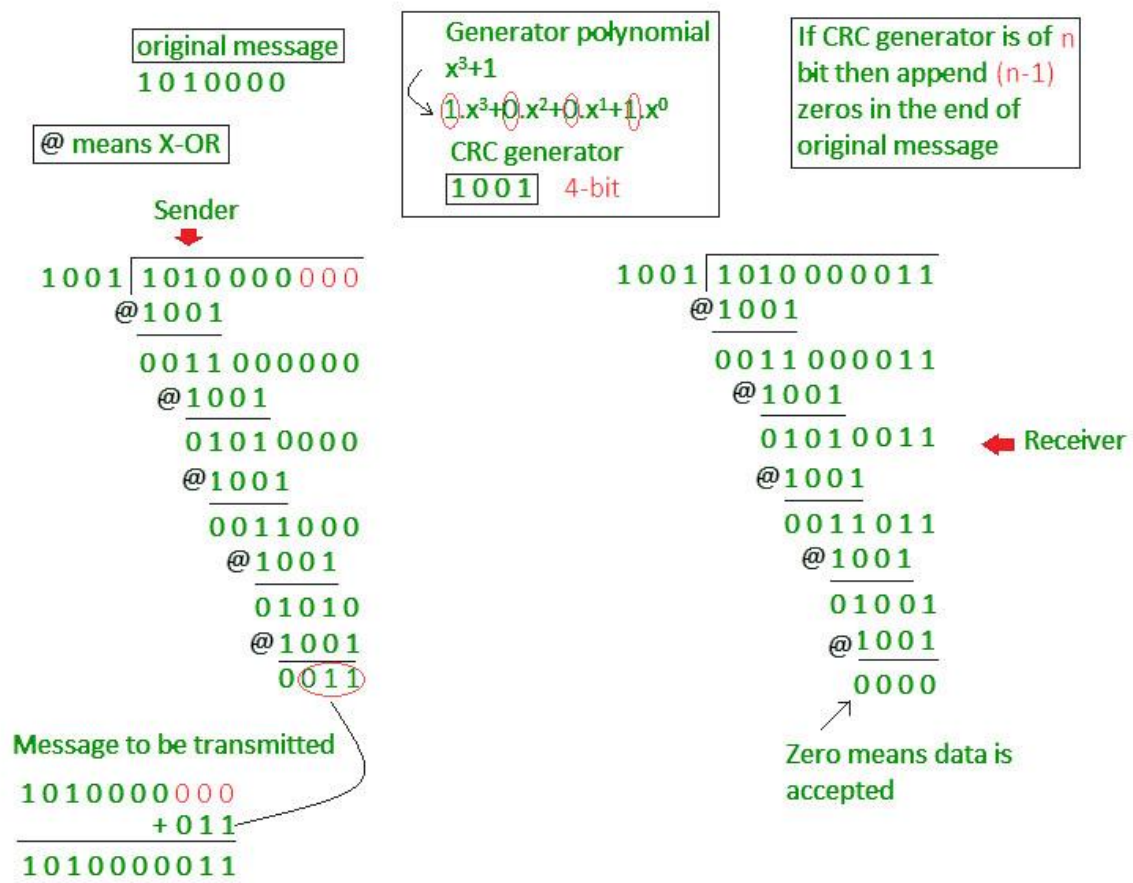 original message
1010000
@ means X-OR
Generator polynomial
x³+1
1.x³+0.x²+0.x¹+1.x⁰
CRC generator
1001 4-bit
If CRC generator is of n
bit then append (n-1)
zeros in the end of
original message
Sender
1001 1010000000
@1001
0011000000
@1001
01010000
@1001
0011000
@1001
01010
@1001
0011
Message to be transmitted
1010000000
+011
1010000011
1001 1010000011
@1001
0011000011
@1001
01010011
Receiver
@1001
0011011
@1001
01001
@1001
0000
Zero means data is
accepted